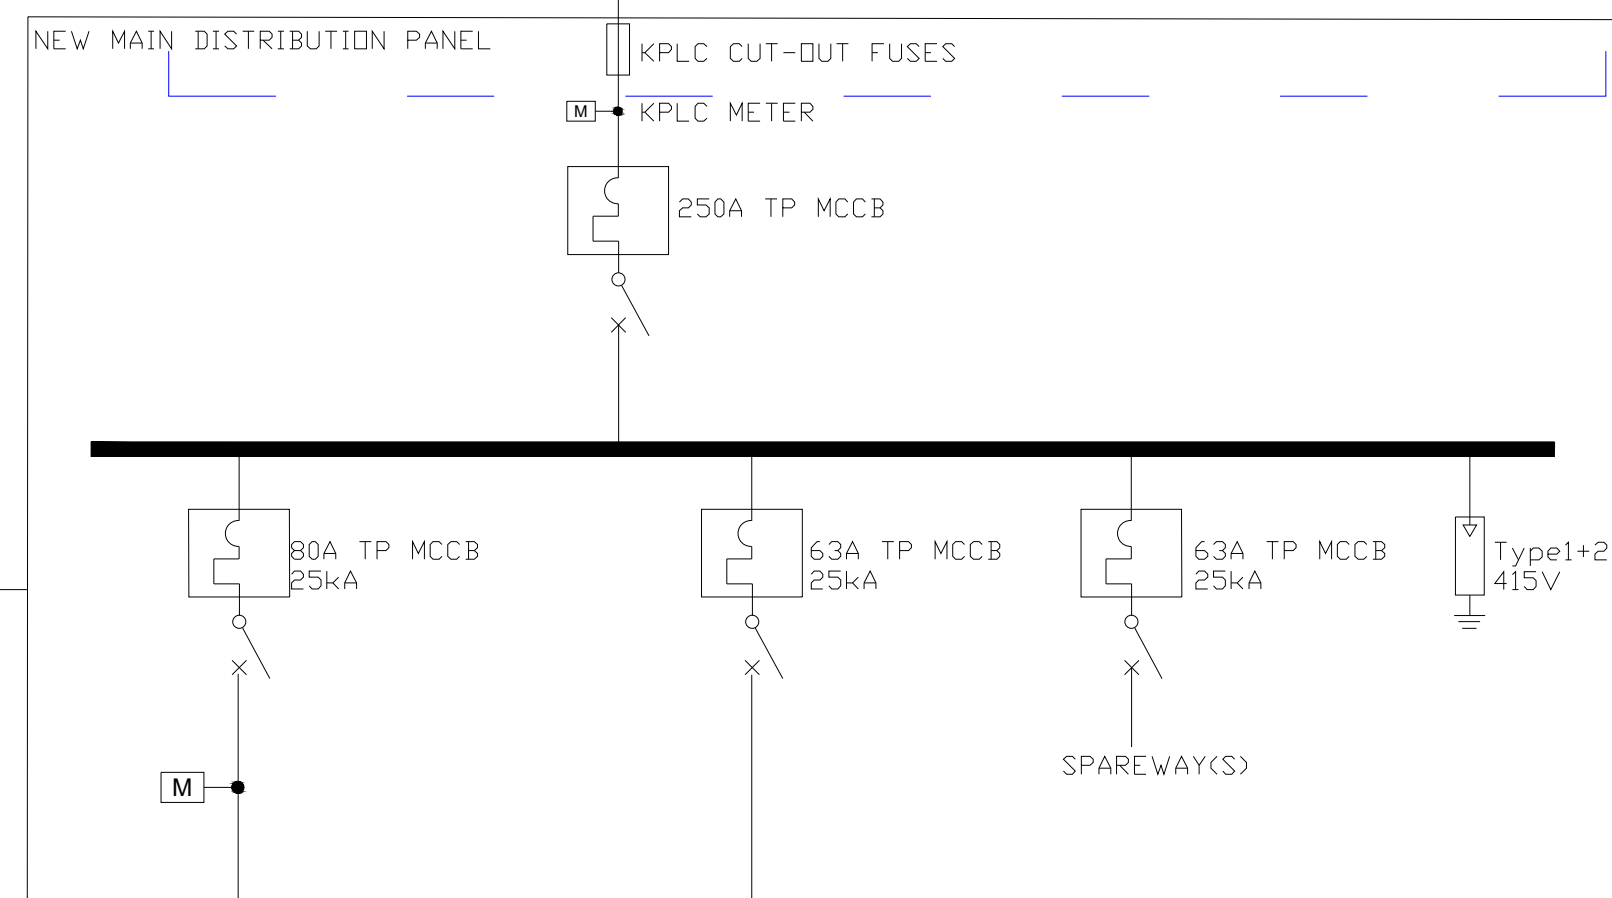 NEW MAIN DISTRIBUTION PANEL
KPLC CUT-OUT FUSES
M
KPLC METER
250A TP MCCB
80A TP MCCB
25kA
63A TP MCCB
25kA
63A TP MCCB
25kA
Type1+2
415V
SPAREWAY(S)
M